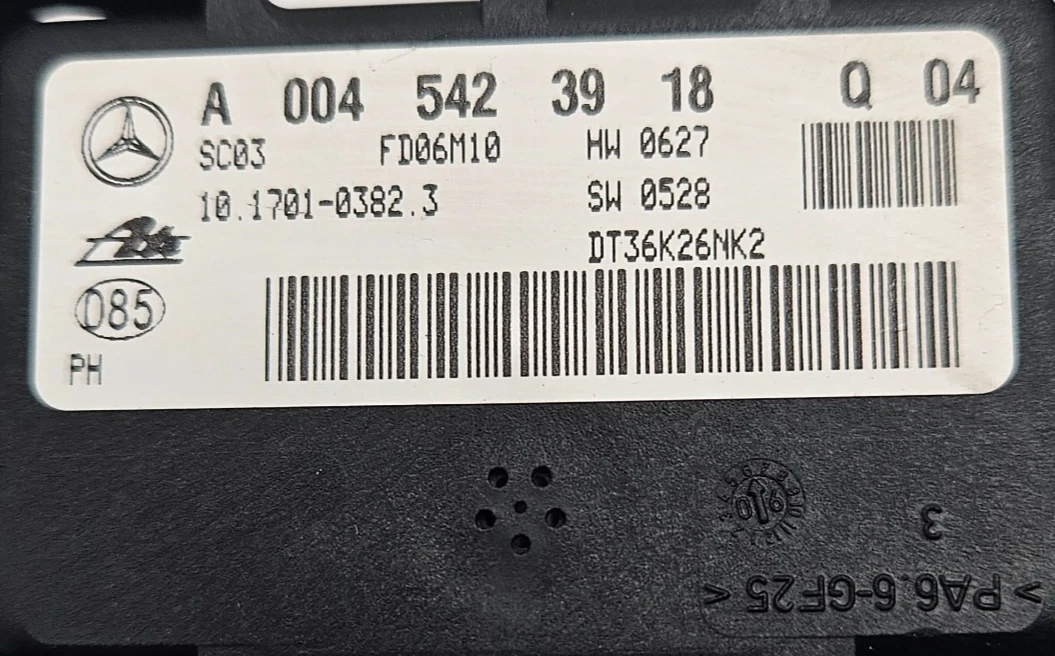 A 004 542 39 18 Q 04
SC03 FD06M10 HW 0627
10.1701-0382.3 SW 0528
DT36K26NK2
Ate
085
PH
3
> PA6.6-GF25 <